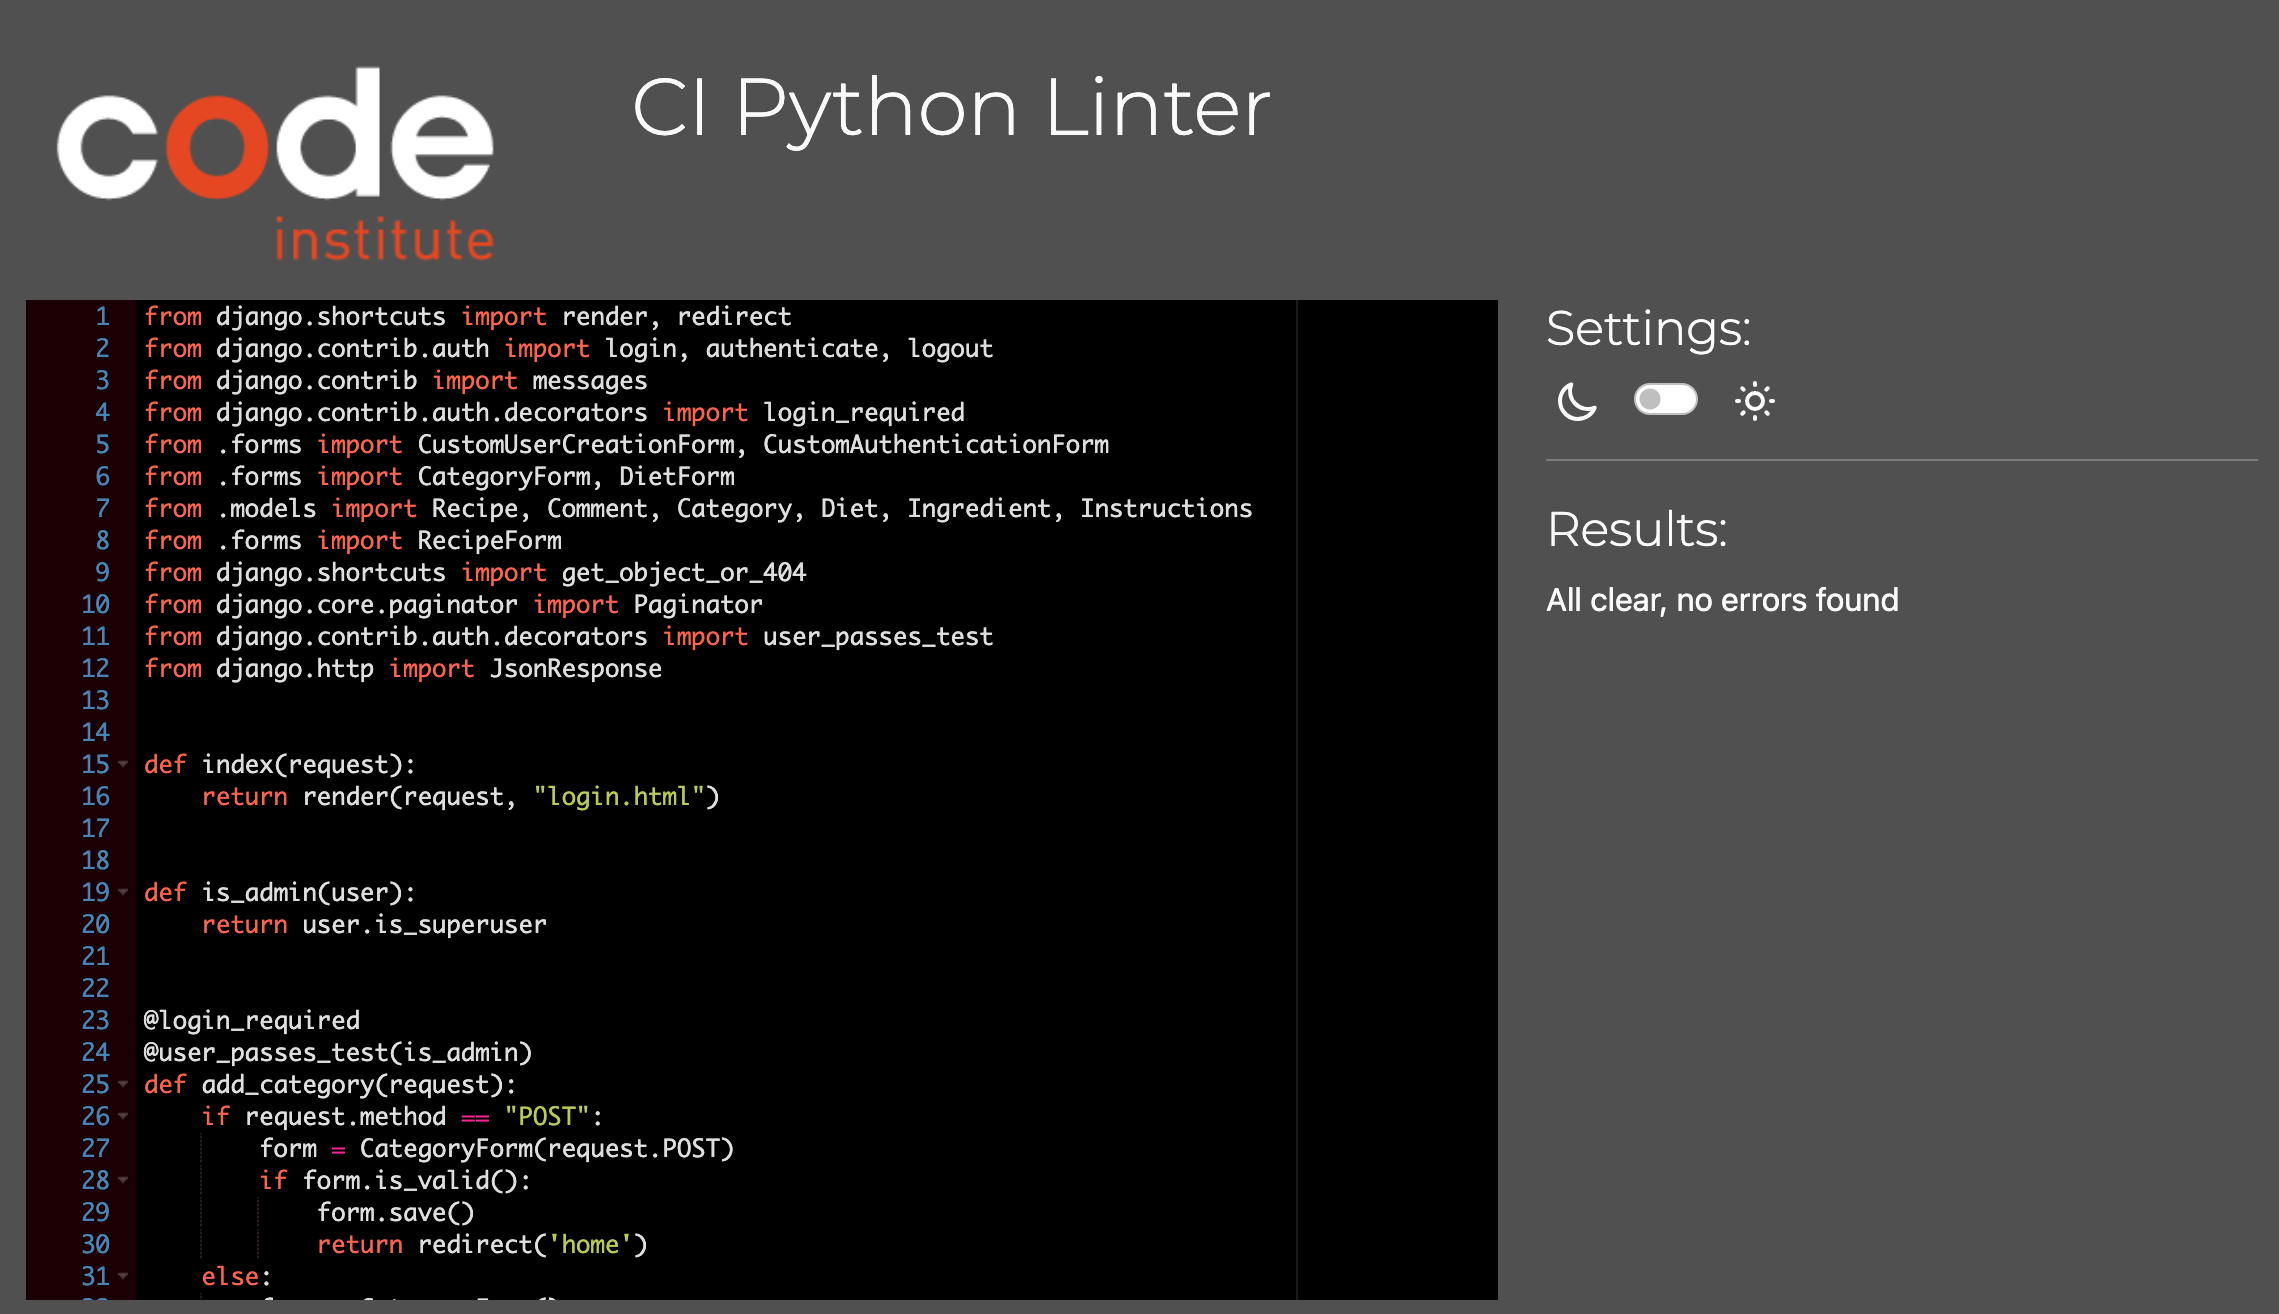 code
institute
CI Python Linter
1 from django.shortcuts import render, redirect
2 from django.contrib.auth import login, authenticate, logout
3 from django.contrib import messages
4 from django.contrib.auth.decorators import login_required
5 from .forms import CustomUserCreationForm, CustomAuthenticationForm
6 from .forms import CategoryForm, DietForm
7 from .models import Recipe, Comment, Category, Diet, Ingredient, Instructions
8 from .forms import RecipeForm
9 from django.shortcuts import get_object_or_404
10 from django.core.paginator import Paginator
11 from django.contrib.auth.decorators import user_passes_test
12 from django.http import JsonResponse
13
14
15 def index(request):
16     return render(request, "login.html")
17
18
19 def is_admin(user):
20     return user.is_superuser
21
22
23 @login_required
24 @user_passes_test(is_admin)
25 def add_category(request):
26     if request.method == "POST":
27         form = CategoryForm(request.POST)
28         if form.is_valid():
29             form.save()
30             return redirect('home')
31     else:
Settings:
Results:
All clear, no errors found